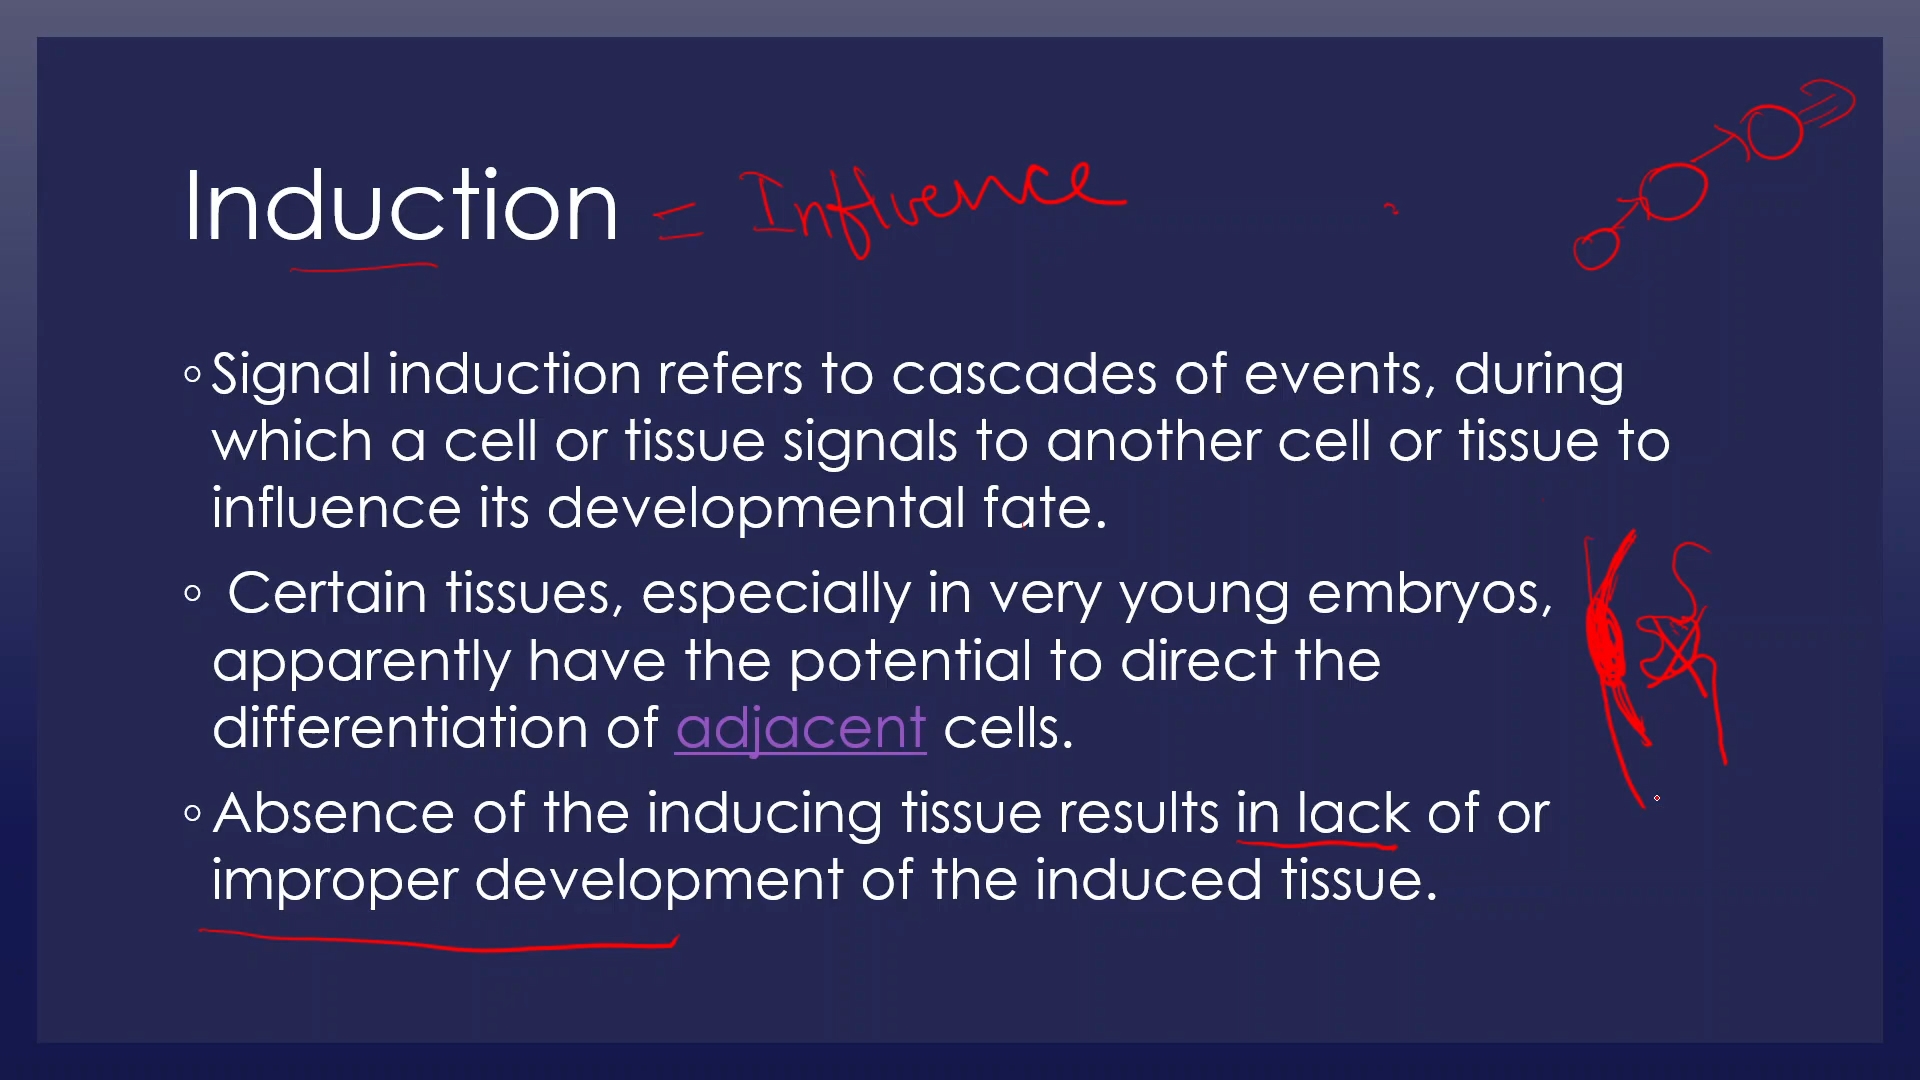 Induction = Influence
◦ Signal induction refers to cascades of events, during
which a cell or tissue signals to another cell or tissue to
influence its developmental fate.
◦ Certain tissues, especially in very young embryos,
apparently have the potential to direct the
differentiation of adjacent cells.
◦ Absence of the inducing tissue results in lack of or
improper development of the induced tissue.